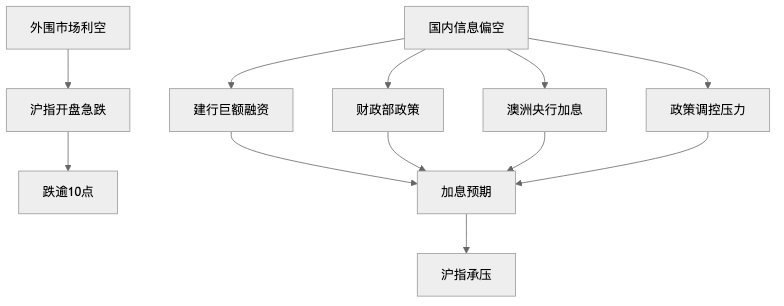 外围市场利空
国内信息偏空
沪指开盘急跌
建行巨额融资
财政部政策
澳洲央行加息
政策调控压力
跌逾10点
加息预期
沪指承压